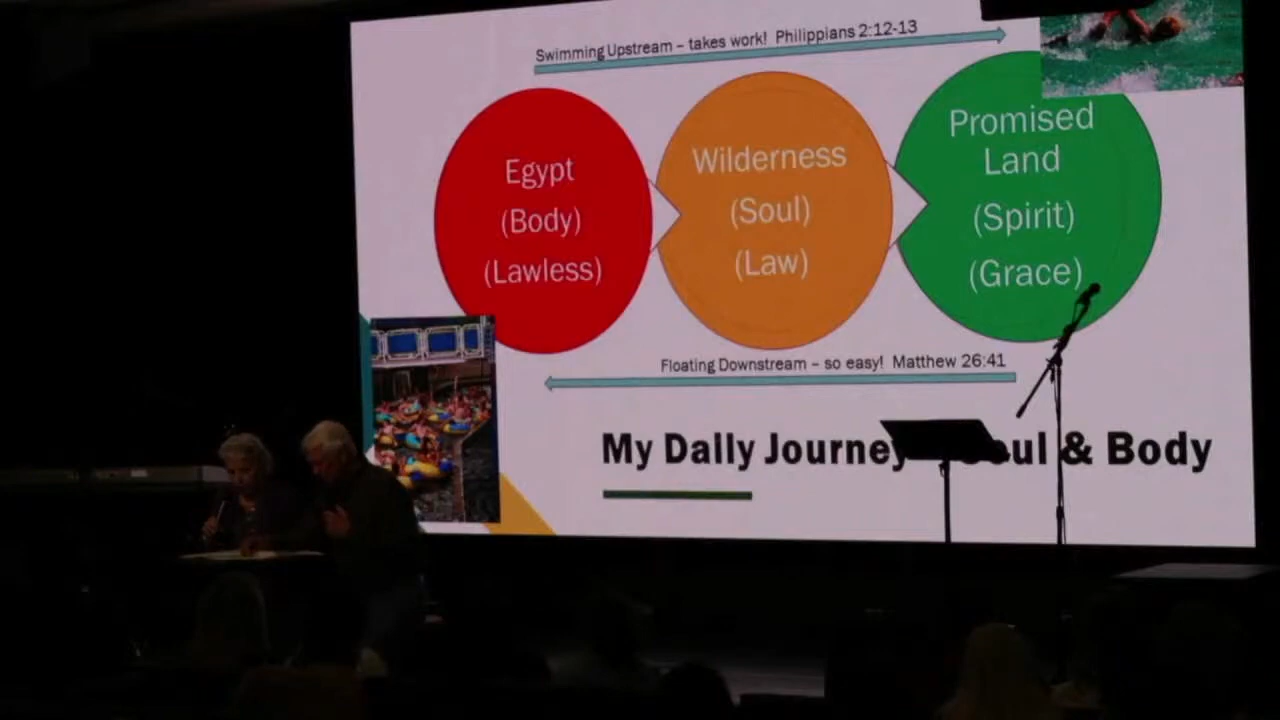 Swimming Upstream – takes work! Philippians 2:12-13
Egypt
(Body)
(Lawless)
Wilderness
(Soul)
(Law)
Promised
Land
(Spirit)
(Grace)
Floating Downstream – so easy! Matthew 26:41
My Daily Journey & Body